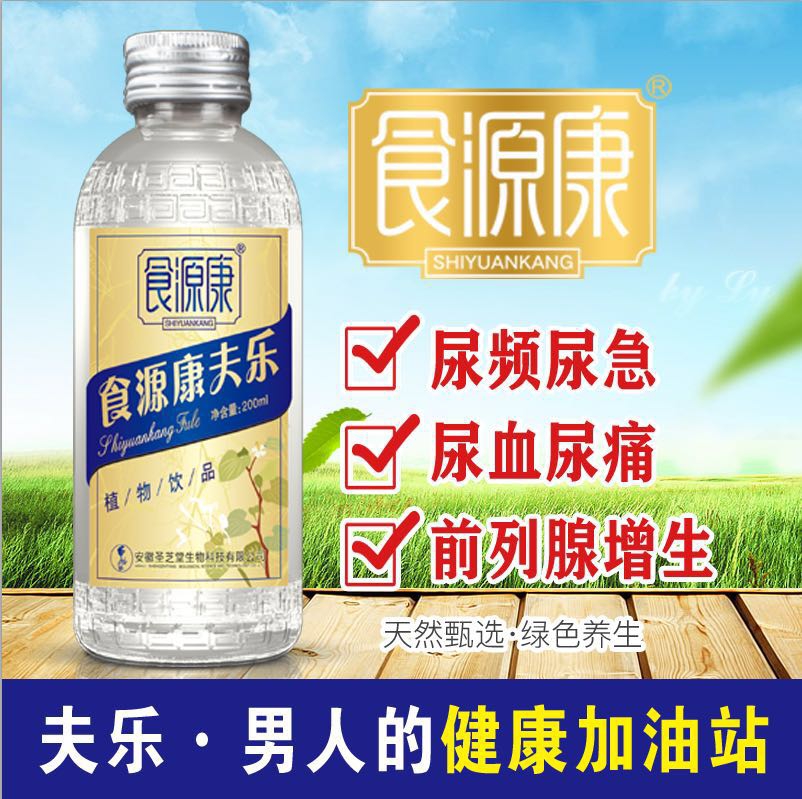 食源康®
SHIYUANKANG
食源康®
SHIYUANKANG
食源康夫乐
净含量:200ml
Shiyuankang Fule
植/物/饮/品
安徽圣芝堂生物科技有限公司
尿频尿急
尿血尿痛
前列腺增生
天然甄选·绿色养生
夫乐·男人的健康加油站